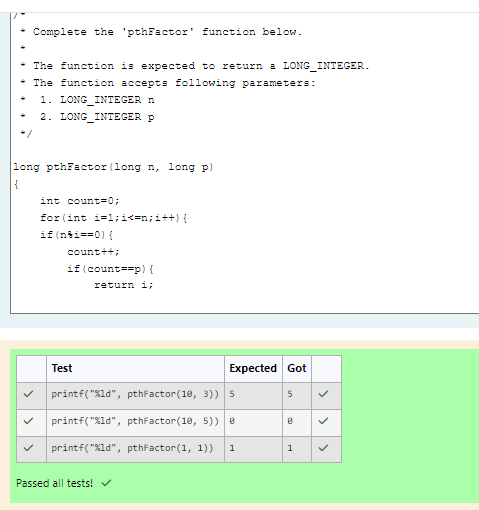 /*
* Complete the 'pthFactor' function below.
*
* The function is expected to return a LONG_INTEGER.
* The function accepts following parameters:
* 1. LONG_INTEGER n
* 2. LONG_INTEGER p
*/
long pthFactor(long n, long p)
{
int count=0;
for(int i=1;i<=n;i++){
if(n%i==0){
count++;
if(count==p){
return i;
Test Expected Got
✓ printf("%ld", pthFactor(10, 3)) 5 5 ✓
✓ printf("%ld", pthFactor(10, 5)) 0 0 ✓
✓ printf("%ld", pthFactor(1, 1)) 1 1 ✓
Passed all tests! ✓